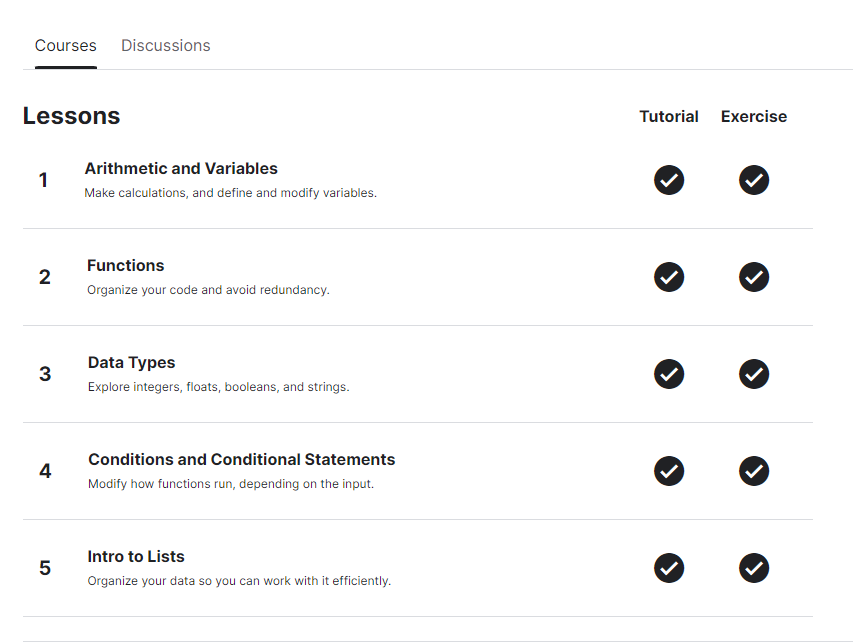 Courses Discussions
Lessons Tutorial Exercise
Arithmetic and Variables
1
Make calculations, and define and modify variables.
Functions
2
Organize your code and avoid redundancy.
Data Types
3
Explore integers, floats, booleans, and strings.
Conditions and Conditional Statements
4
Modify how functions run, depending on the input.
Intro to Lists
5
Organize your data so you can work with it efficiently.